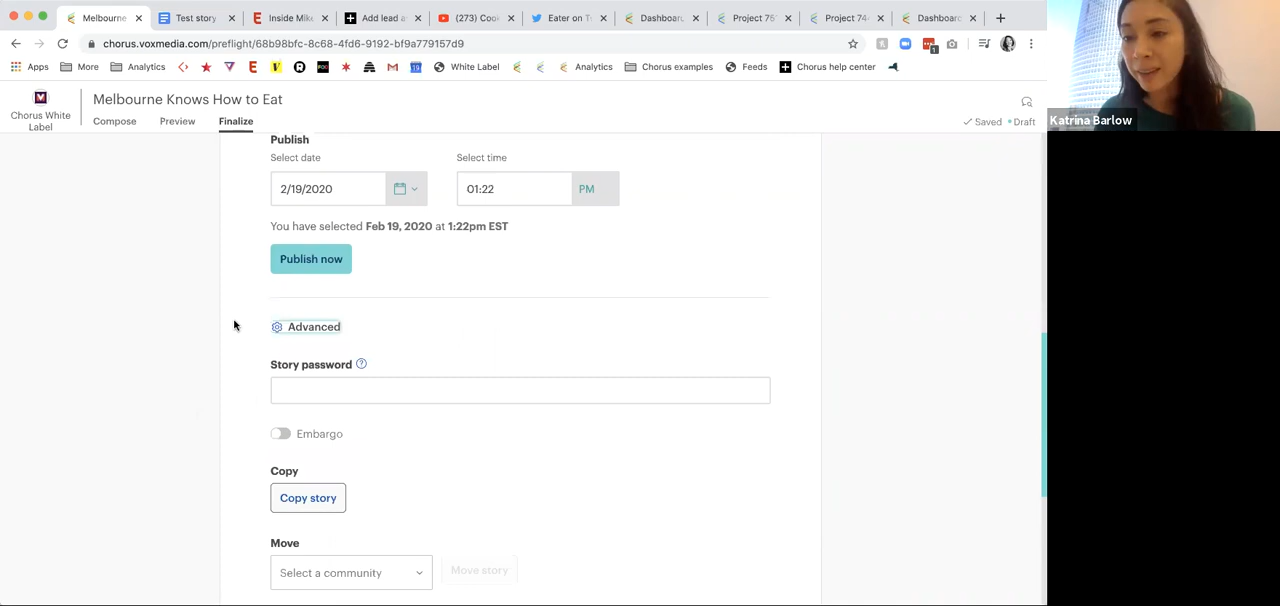 Melbourne
Test story
Inside Mike
Add lead a
(273) Coo
Eater on T
Dashboar
Project 75
Project 74
Dashboar
chorus.voxmedia.com/preflight/68b98bfc-8c68-4fd6-9192-bf9a779157d9
Apps
More
Analytics
White Label
Analytics
Chorus examples
Feeds
Chorus help center
Chorus White
Label
Melbourne Knows How to Eat
Compose
Preview
Finalize
Saved
Draft
Katrina Barlow
Publish
Select date
Select time
2/19/2020
01:22
PM
You have selected Feb 19, 2020 at 1:22pm EST
Publish now
Advanced
Story password
Embargo
Copy
Copy story
Move
Select a community
Move story